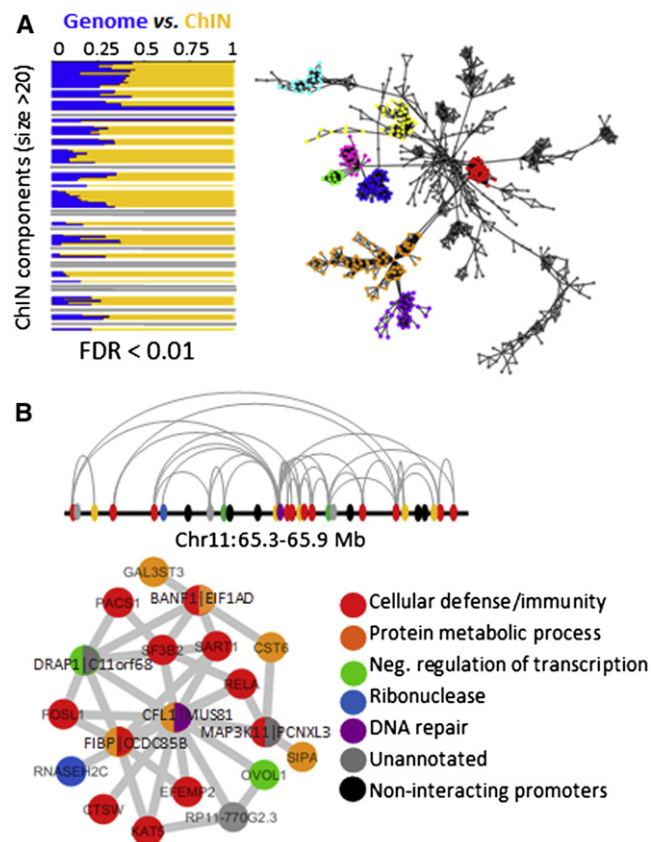 A
Genome vs. ChIN
0 0.25 0.5 0.75 1
ChIN components (size >20)
FDR < 0.01
B
Chr11:65.3-65.9 Mb
GAL3ST3
BANF1|EIF1AD
PACS1
SF3B2
SART1
CST6
DRAP1|C11orf68
RELA
FOSL1
CFL1|MUS81
MAP3K11|PCNXL3
FIBP|CCDC85B
SIPA
RNASEH2C
OVOL1
EFEMP2
CTSW
RP11-770G2.3
KAT5
Cellular defense/immunity
Protein metabolic process
Neg. regulation of transcription
Ribonuclease
DNA repair
Unannotated
Non-interacting promoters